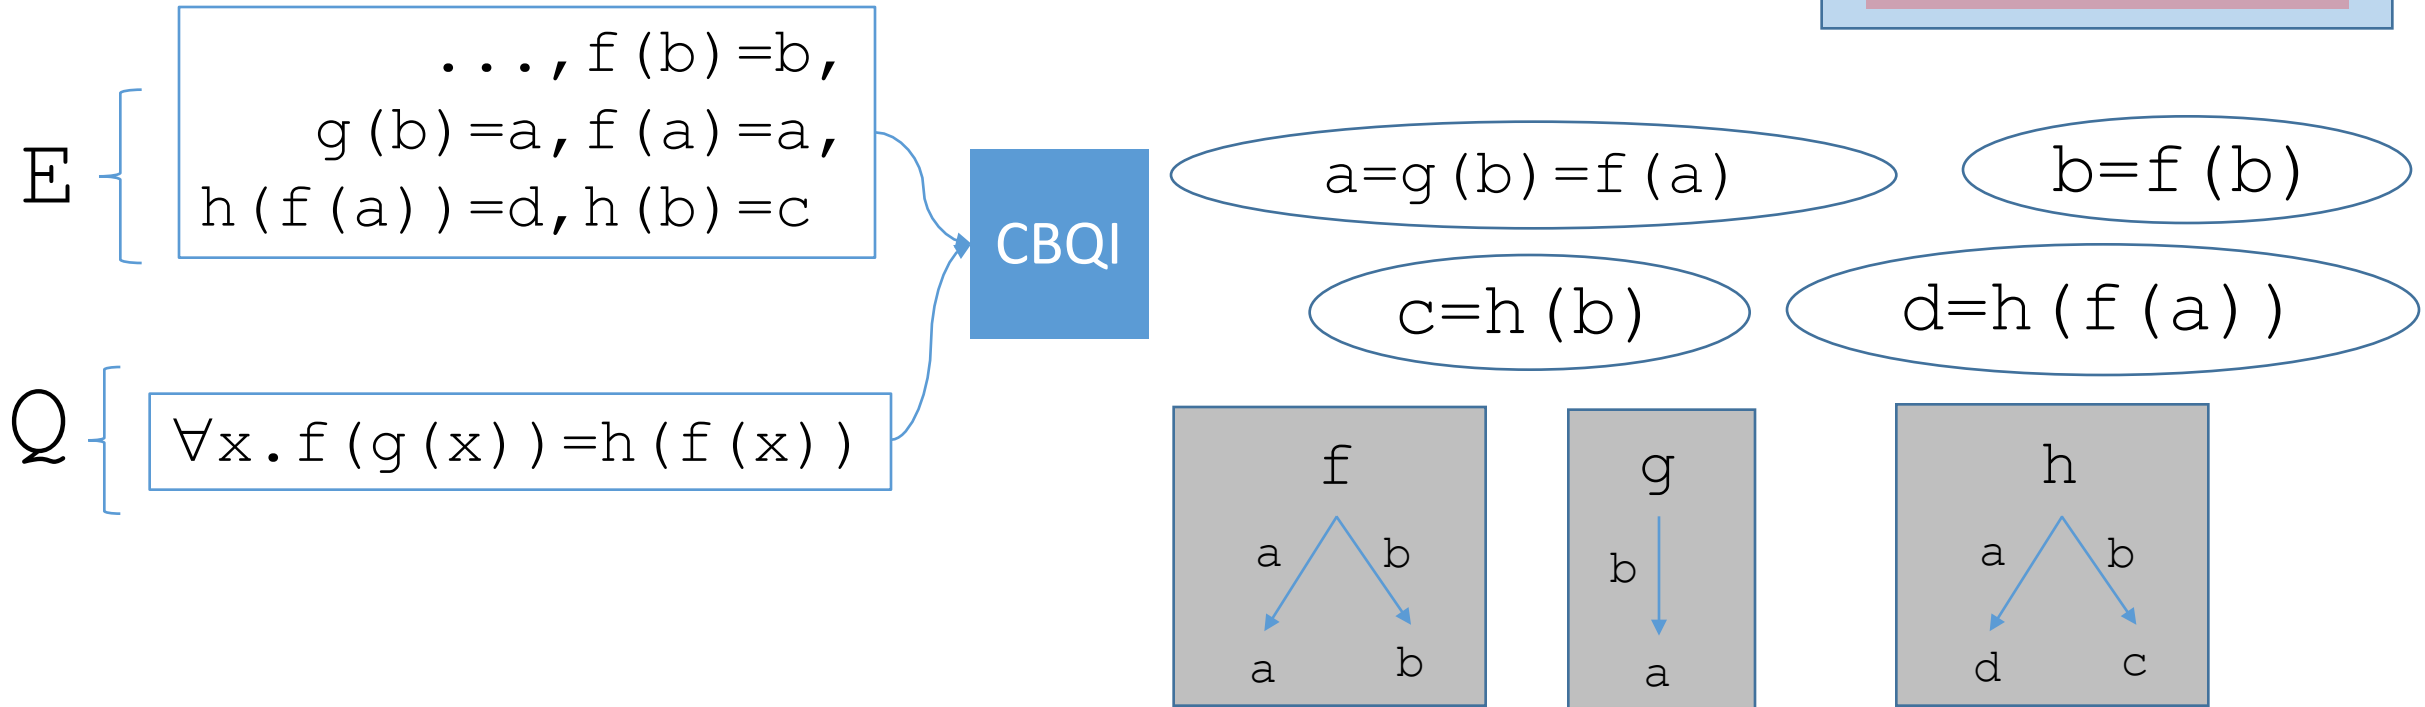 E
...,f(b)=b,
g(b)=a,f(a)=a,
h(f(a))=d,h(b)=c
Q
∀x.f(g(x))=h(f(x))
CBQI
a=g(b)=f(a)
b=f(b)
c=h(b)
d=h(f(a))
f
a b
a b
g
b
a
h
a b
d c